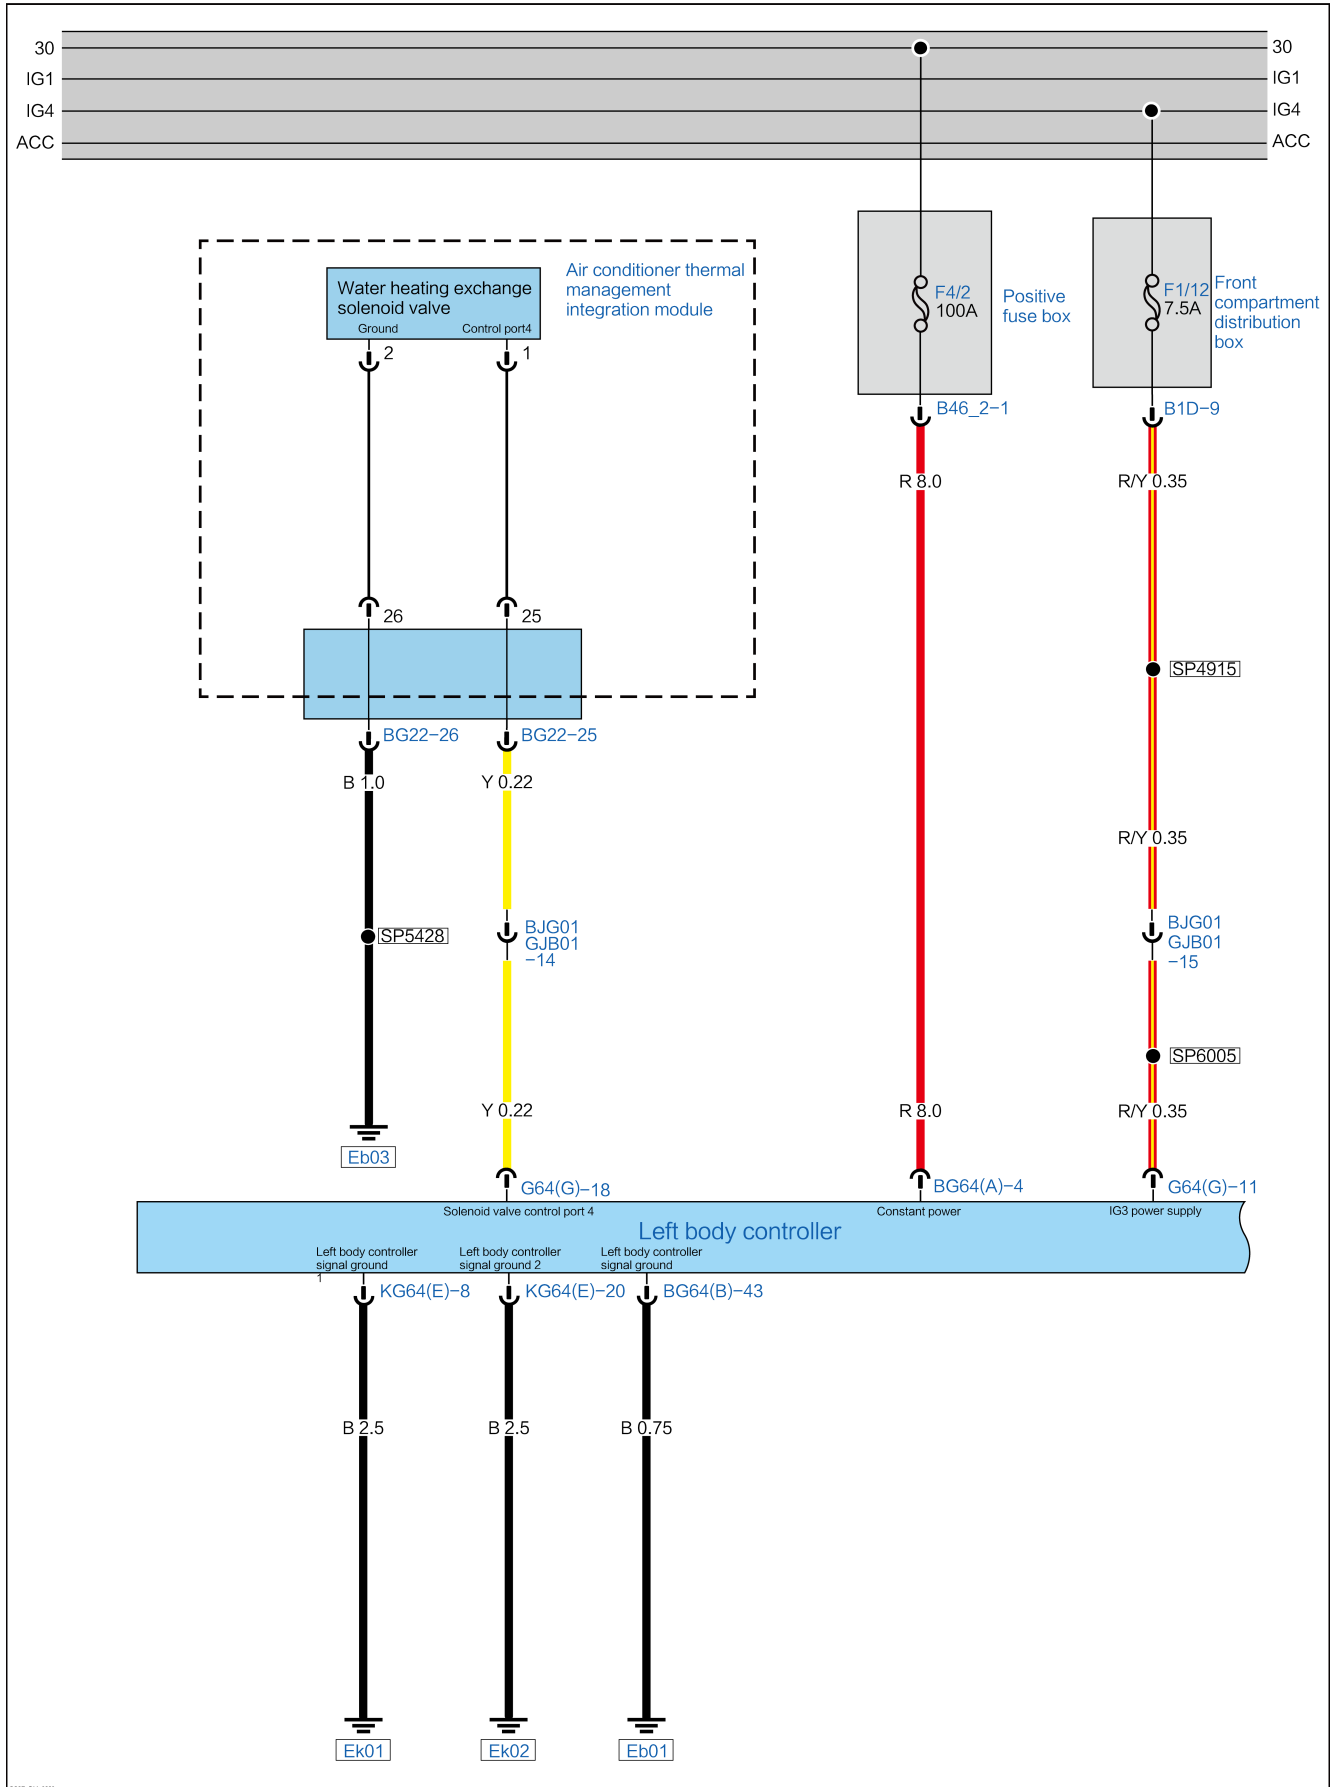 30
30
IG1
IG1
IG4
IG4
ACC
ACC
Air conditioner thermal
management
integration module
Water heating exchange
solenoid valve
Ground
Control port4
2
1
F4/2
100A
Positive
fuse box
F1/12
7.5A
Front
compartment
distribution
box
B46_2-1
B1D-9
R 8.0
R/Y 0.35
26
25
SP4915
BG22-26
BG22-25
B 1.0
Y 0.22
R/Y 0.35
SP5428
BJG01
GJB01
-14
BJG01
GJB01
-15
SP6005
Y 0.22
R 8.0
R/Y 0.35
Eb03
G64(G)-18
BG64(A)-4
G64(G)-11
Solenoid valve control port 4
Constant power
IG3 power supply
Left body controller
Left body controller
signal ground
1
Left body controller
signal ground 2
Left body controller
signal ground
KG64(E)-8
KG64(E)-20
BG64(B)-43
B 2.5
B 2.5
B 0.75
Ek01
Ek02
Eb01